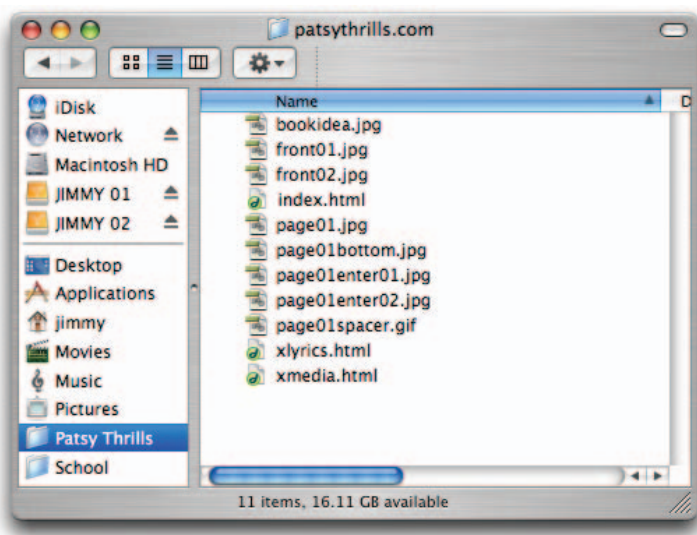 patsythrills.com
Name
D
iDisk
Network
Macintosh HD
JIMMY 01
JIMMY 02
Desktop
Applications
jimmy
Movies
Music
Pictures
Patsy Thrills
School
bookidea.jpg
front01.jpg
front02.jpg
index.html
page01.jpg
page01bottom.jpg
page01enter01.jpg
page01enter02.jpg
page01spacer.gif
xlyrics.html
xmedia.html
11 items, 16.11 GB available